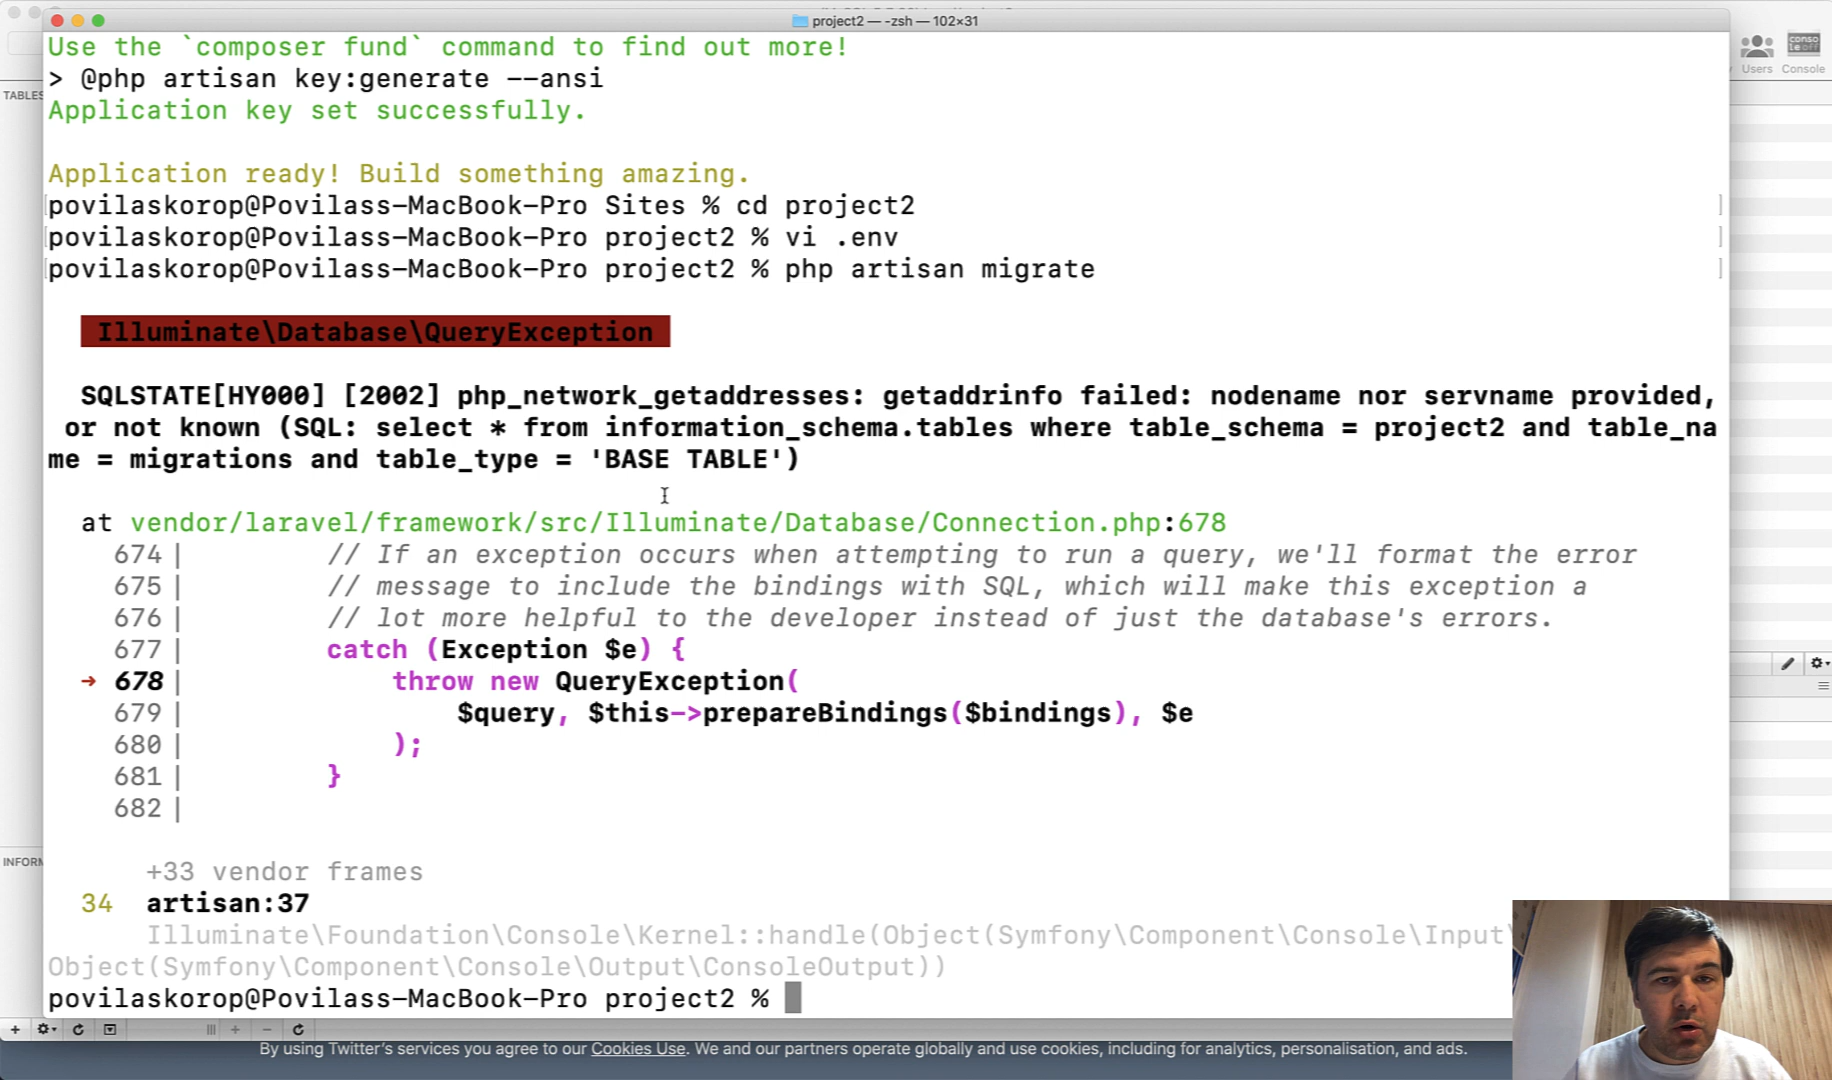 project2 — -zsh — 102×31
Use the `composer fund` command to find out more!
> @php artisan key:generate --ansi
Application key set successfully.
Users
Console
TABLES
Application ready! Build something amazing.
povilaskorop@Povilass-MacBook-Pro Sites % cd project2
povilaskorop@Povilass-MacBook-Pro project2 % vi .env
povilaskorop@Povilass-MacBook-Pro project2 % php artisan migrate
Illuminate\Database\QueryException
SQLSTATE[HY000] [2002] php_network_getaddresses: getaddrinfo failed: nodename nor servname provided,
or not known (SQL: select * from information_schema.tables where table_schema = project2 and table_na
me = migrations and table_type = 'BASE TABLE')
at vendor/laravel/framework/src/Illuminate/Database/Connection.php:678
674| // If an exception occurs when attempting to run a query, we'll format the error
675| // message to include the bindings with SQL, which will make this exception a
676| // lot more helpful to the developer instead of just the database's errors.
677| catch (Exception $e) {
→ 678| throw new QueryException(
679| $query, $this->prepareBindings($bindings), $e
680| );
681| }
682|
INFORM
+33 vendor frames
34 artisan:37
Illuminate\Foundation\Console\Kernel::handle(Object(Symfony\Component\Console\Input\
Object(Symfony\Component\Console\Output\ConsoleOutput))
povilaskorop@Povilass-MacBook-Pro project2 %
By using Twitter's services you agree to our Cookies Use. We and our partners operate globally and use cookies, including for analytics, personalisation, and ads.